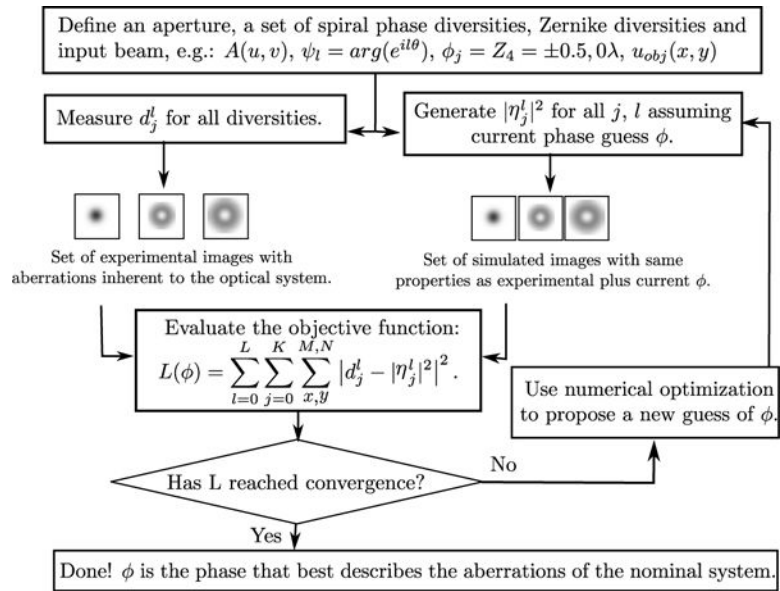 Define an aperture, a set of spiral phase diversities, Zernike diversities and
input beam, e.g.: A(u, v), ψ_l = arg(e^{ilθ}), ϕ_j = Z_4 = ±0.5, 0λ, u_{obj}(x, y)
Measure d_j^l for all diversities.
Generate |η_j^l|^2 for all j, l assuming
current phase guess ϕ.
Set of experimental images with
aberrations inherent to the optical system.
Set of simulated images with same
properties as experimental plus current ϕ.
Evaluate the objective function:
L(ϕ) = ∑_{l=0}^{L} ∑_{j=0}^{K} ∑_{x,y}^{M,N} |d_j^l − |η_j^l|^2|^2.
Use numerical optimization
to propose a new guess of ϕ.
Has L reached convergence?
No
Yes
Done! ϕ is the phase that best describes the aberrations of the nominal system.